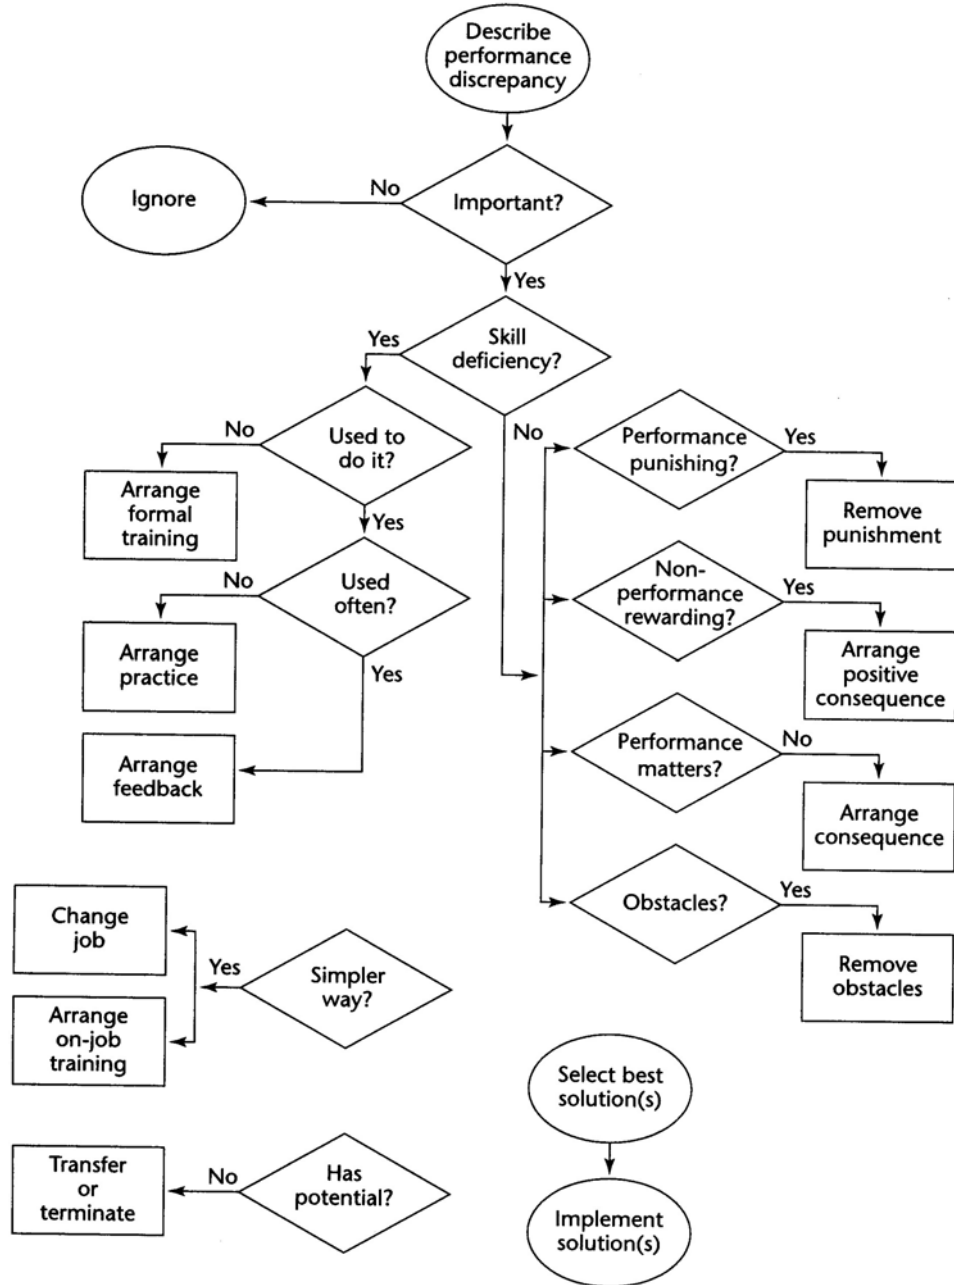 Describe
performance
discrepancy
No
Ignore
Important?
Yes
Yes
Skill
deficiency?
No
Used to
do it?
No
Performance
punishing?
Yes
Arrange
formal
training
Yes
Remove
punishment
No
Used
often?
Non-
performance
rewarding?
Yes
Arrange
practice
Yes
Arrange
positive
consequence
Arrange
feedback
Performance
matters?
No
Arrange
consequence
Obstacles?
Yes
Remove
obstacles
Change
job
Yes
Simpler
way?
Arrange
on-job
training
Select best
solution(s)
Transfer
or
terminate
No
Has
potential?
Implement
solution(s)